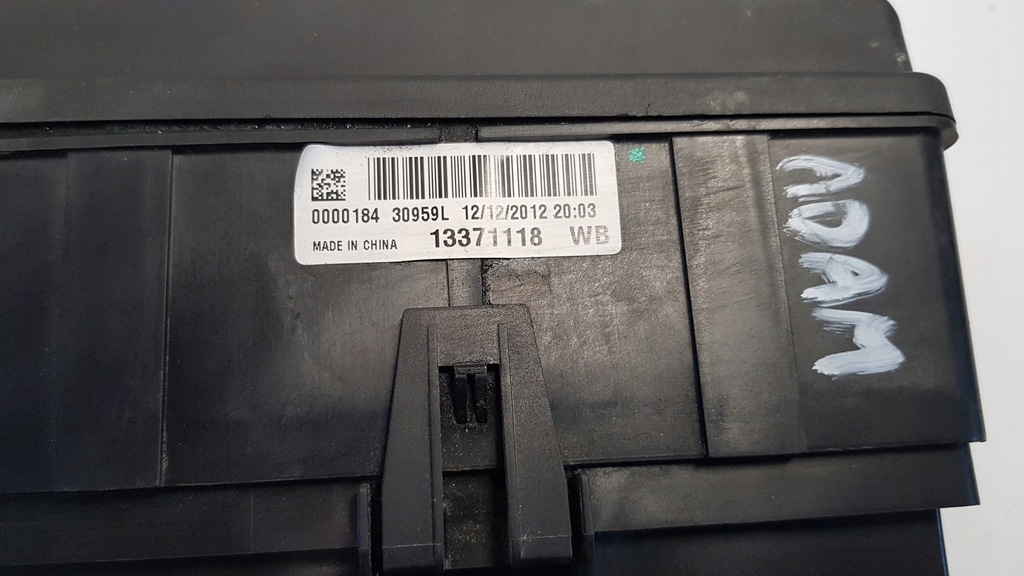 0000184 30959L 12/12/2012 20:03
MADE IN CHINA 13371118 WB
ADAM